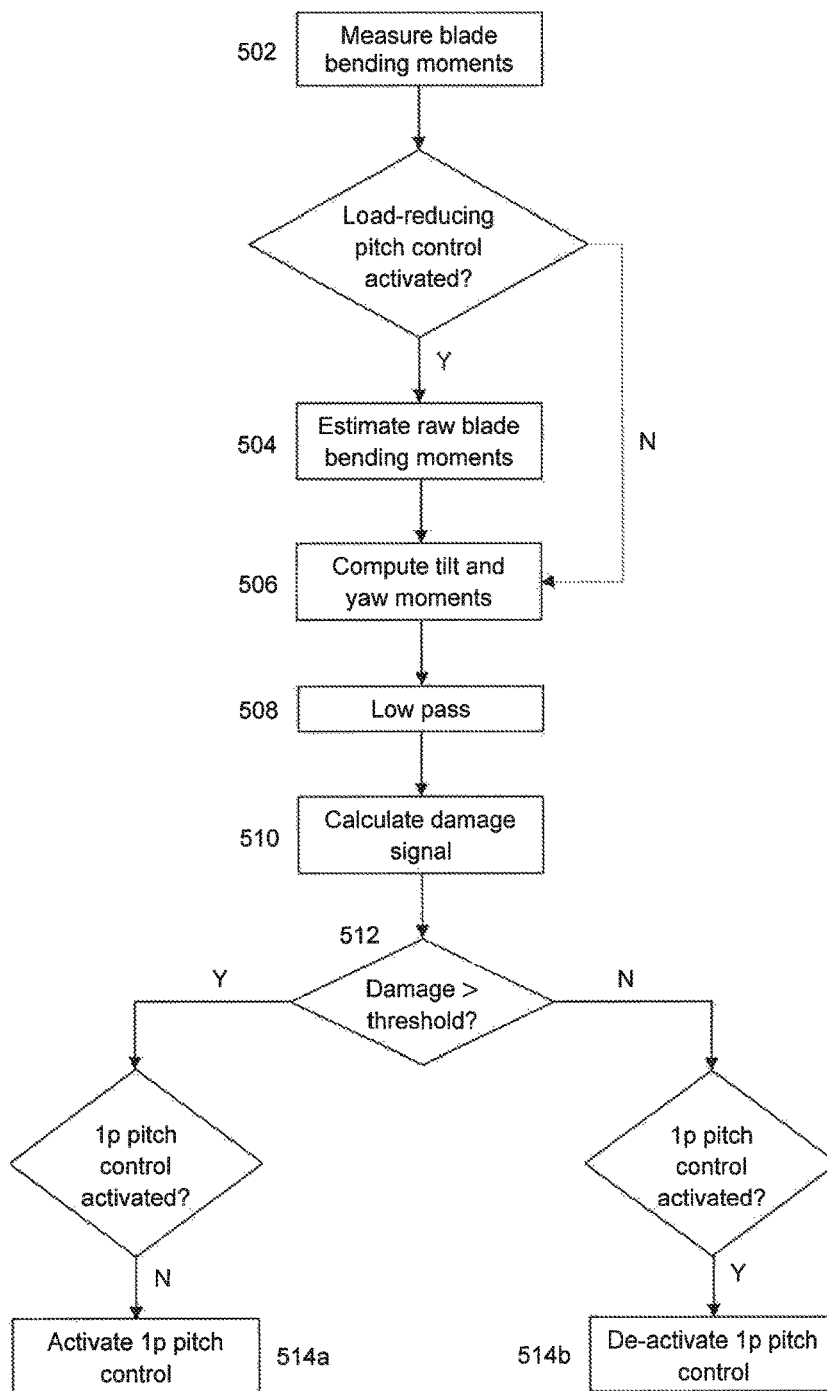 502
Measure blade
bending moments
Load-reducing
pitch control
activated?
Y
N
504
Estimate raw blade
bending moments
506
Compute tilt and
yaw moments
508
Low pass
510
Calculate damage
signal
512
Y
Damage >
threshold?
N
1p pitch
control
activated?
1p pitch
control
activated?
N
Y
Activate 1p pitch
control
514a
514b
De-activate 1p pitch
control